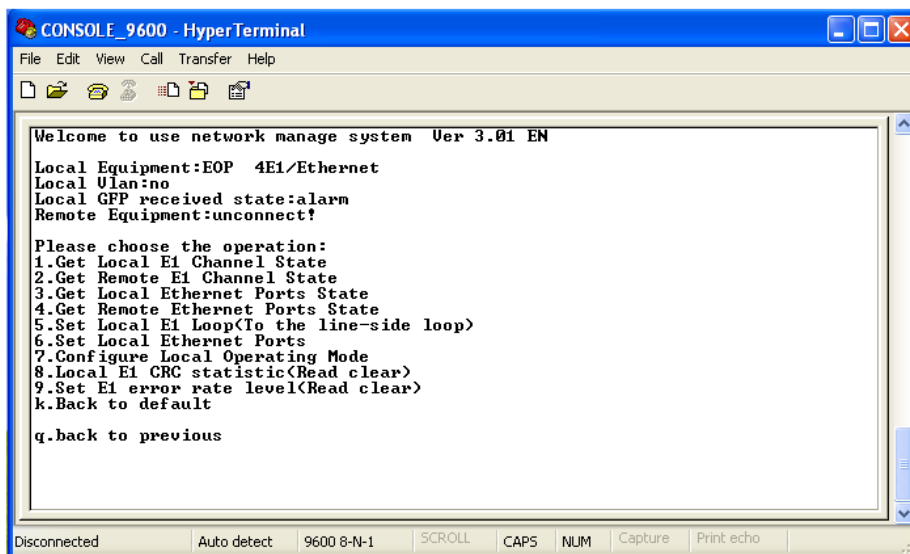 CONSOLE_9600 - HyperTerminal
File Edit View Call Transfer Help
Welcome to use network manage system Ver 3.01 EN
Local Equipment:EOP 4E1/Ethernet
Local Vlan:no
Local GFP received state:alarm
Remote Equipment:unconnect!
Please choose the operation:
1.Get Local E1 Channel State
2.Get Remote E1 Channel State
3.Get Local Ethernet Ports State
4.Get Remote Ethernet Ports State
5.Set Local E1 Loop(To the line-side loop)
6.Set Local Ethernet Ports
7.Configure Local Operating Mode
8.Local E1 CRC statistic(Read clear)
9.Set E1 error rate level(Read clear)
k.Back to default
q.back to previous
Disconnected Auto detect 9600 8-N-1 SCROLL CAPS NUM Capture Print echo